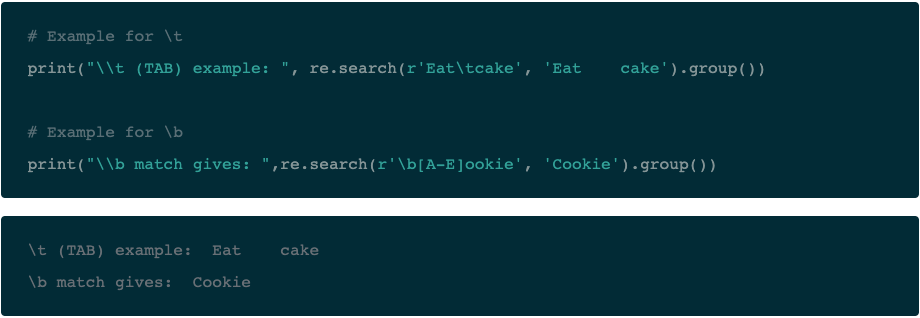 # Example for \t
print("\\t (TAB) example: ", re.search(r'Eat\tcake', 'Eat    cake').group())
# Example for \b
print("\\b match gives: ",re.search(r'\b[A-E]ookie', 'Cookie').group())
\t (TAB) example:  Eat    cake
\b match gives:  Cookie